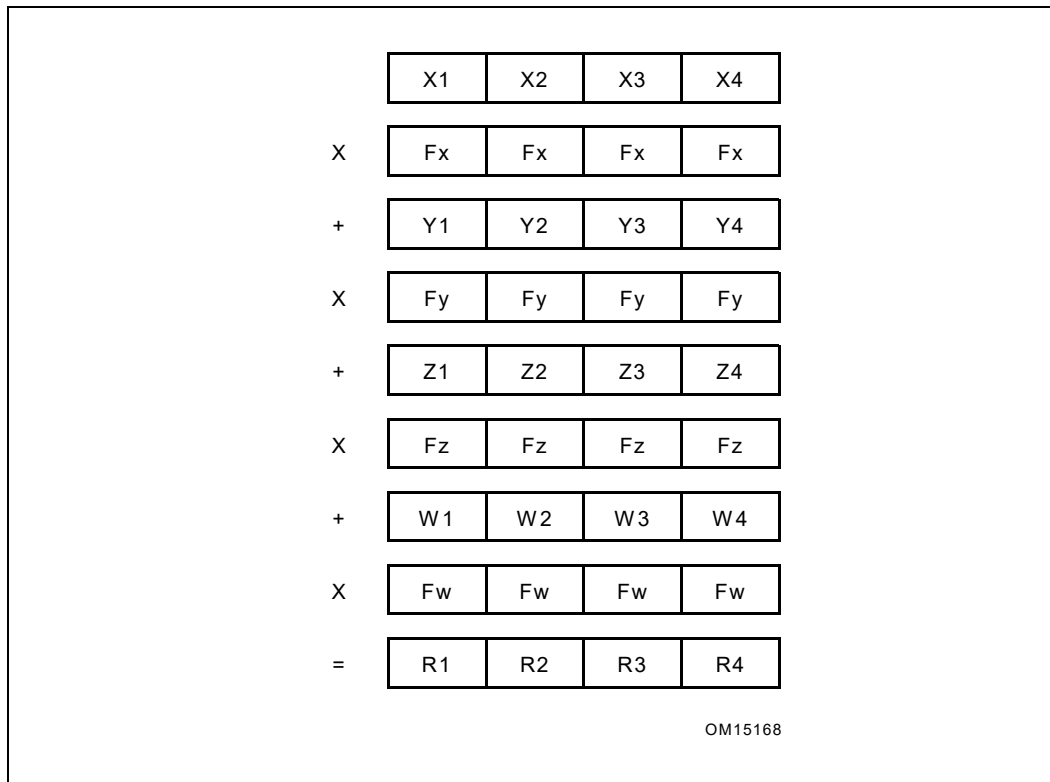 X1 X2 X3 X4
X Fx Fx Fx Fx
+ Y1 Y2 Y3 Y4
X Fy Fy Fy Fy
+ Z1 Z2 Z3 Z4
X Fz Fz Fz Fz
+ W1 W2 W3 W4
X Fw Fw Fw Fw
= R1 R2 R3 R4
OM15168